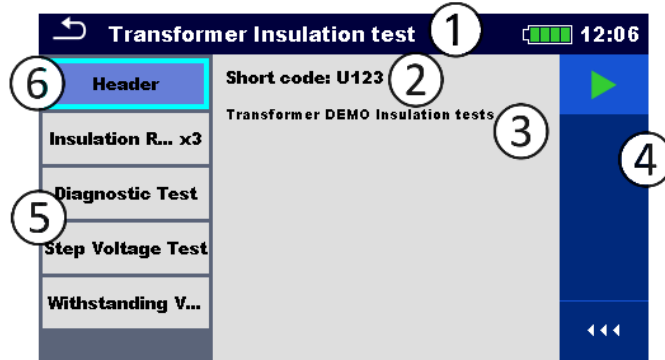 Transformer Insulation test 1 12:06
6 Header
Short code: U123 2
Transformer DEMO Insulation tests 3
Insulation R... x3
4
Diagnostic Test
5
Step Voltage Test
Withstanding V...